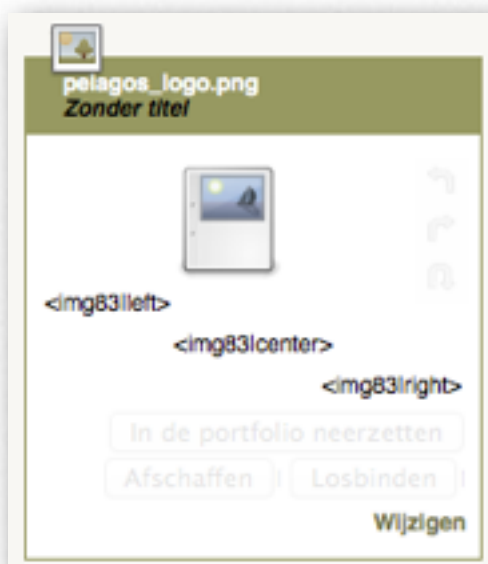 pelagos_logo.png
Zonder titel
<img83|left>
<img83|center>
<img83|right>
In de portfolio neerzetten
Afschaffen | Losbinden |
Wijzigen